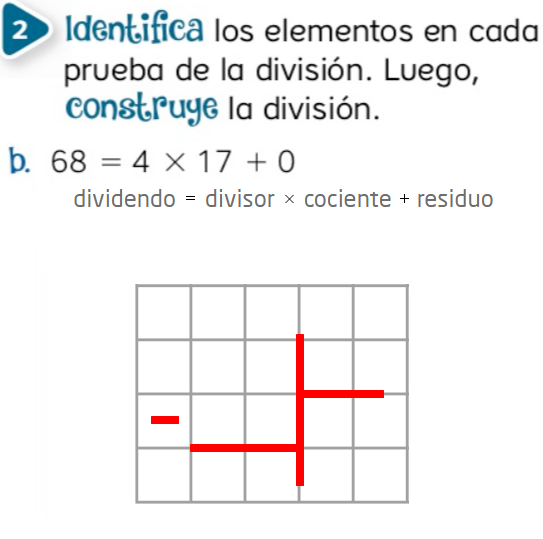 2 Identifica los elementos en cada
prueba de la división. Luego,
construye la división.
b. 68 = 4 × 17 + 0
dividendo = divisor × cociente + residuo